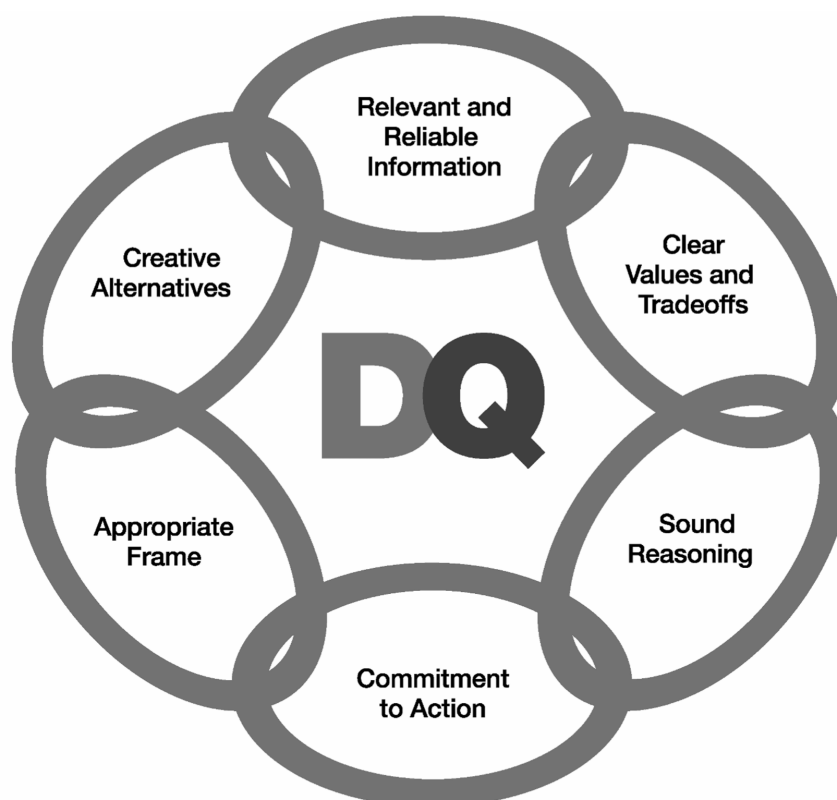 Relevant and
Reliable
Information
Clear
Values and
Tradeoffs
Sound
Reasoning
Commitment
to Action
Appropriate
Frame
Creative
Alternatives
DQ